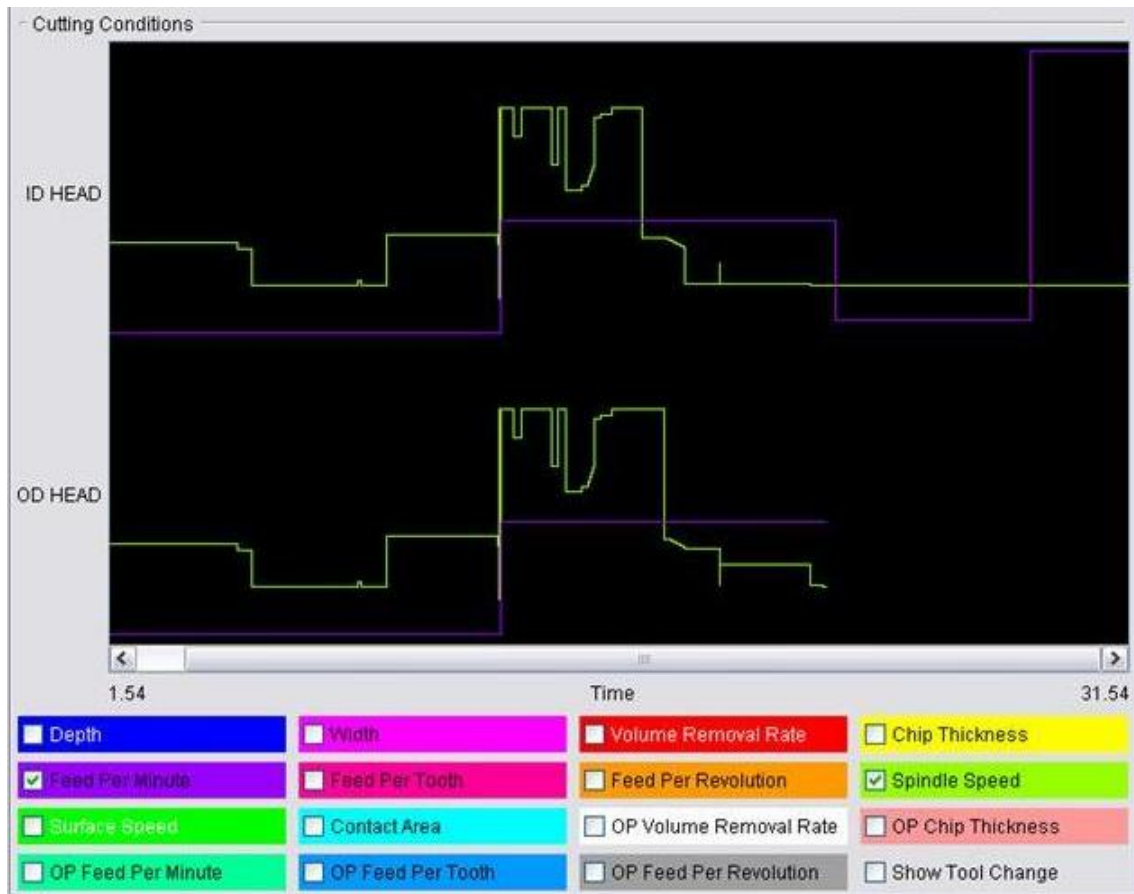 Cutting Conditions
ID HEAD
OD HEAD
1.54 Time 31.54
Depth Width Volume Removal Rate Chip Thickness
Feed Per Minute Feed Per Tooth Feed Per Revolution Spindle Speed
Surface Speed Contact Area OP Volume Removal Rate OP Chip Thickness
OP Feed Per Minute OP Feed Per Tooth OP Feed Per Revolution Show Tool Change